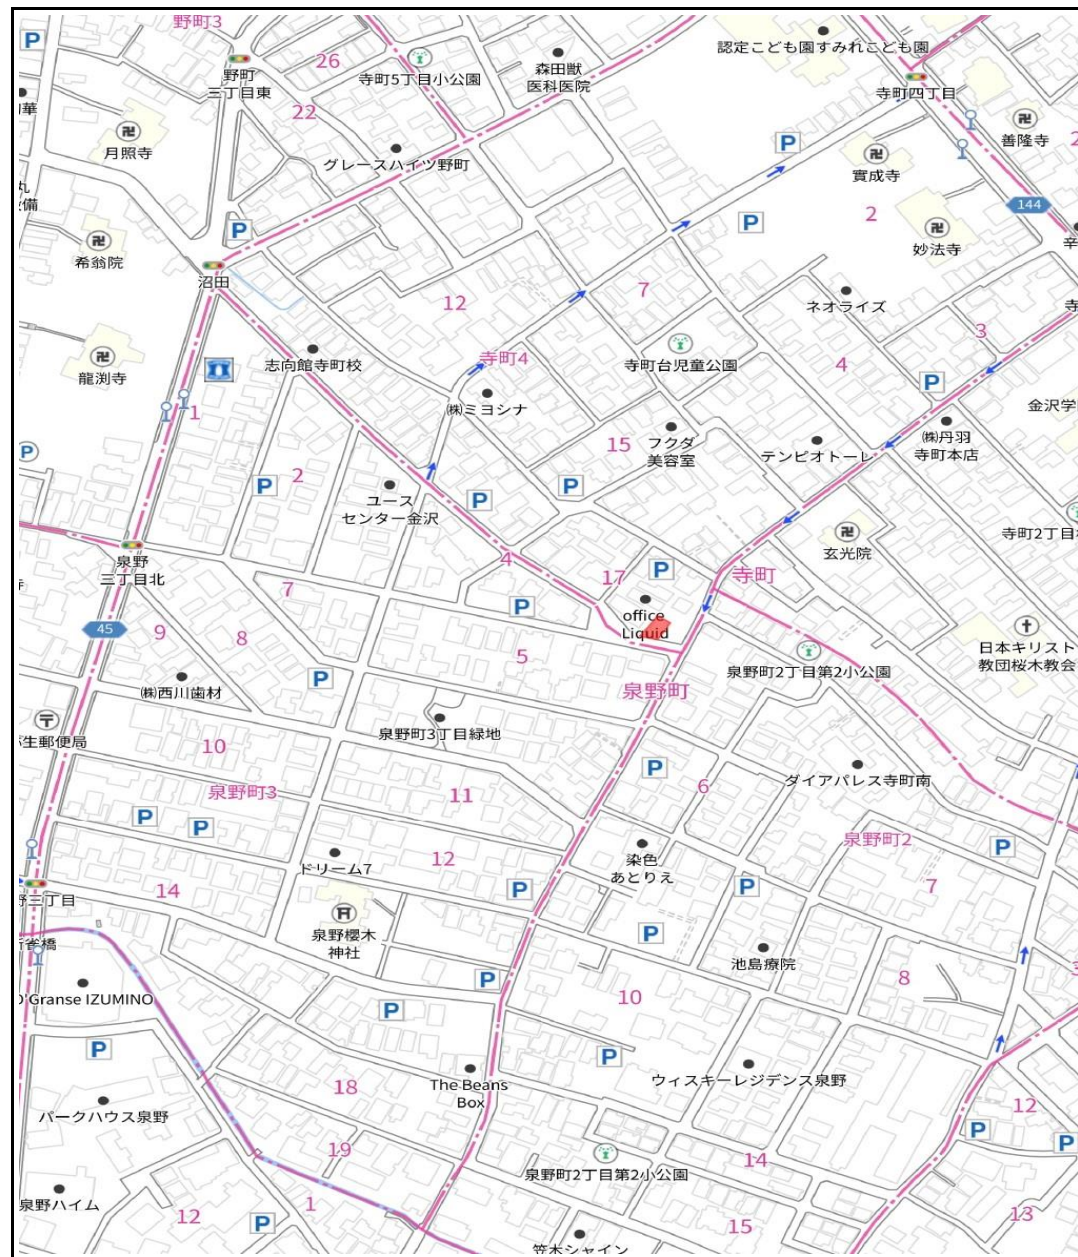 野町3
P
26
野町
三丁目東
寺町5丁目小公園
森田獣
医科医院
認定こども園すみれこども園
寺町四丁目
22
月照寺
グレースハイツ野町
P
善隆寺
實成寺
2
144
妙法寺
希翁院
P
P
沼田
12
7
ネオライズ
3
志向館寺町校
寺町4
寺町台児童公園
4
龍渕寺
㈱ミヨシナ
P
1
15
フクダ
美容室
㈱丹羽
寺町本店
テンピオトーレ
P
2
P
P
P
ユース
センター金沢
玄光院
泉野
三丁目北
4
17
P
寺町
7
P
office
Liquid
45
9
8
5
日本キリスト
教団桜木教会
泉野町2丁目第2小公園
P
㈱西川歯材
泉野町
泉野町3丁目緑地
10
P
ダイアパレス寺町南
6
泉野町3
11
P
P
泉野町2
P
12
ドリーム7
染色
あとりえ
14
P
P
7
泉野櫻木
神社
P
池島療院
P
8
10
P
P
P
The Beans
Box
ウィスキーレジデンス泉野
18
パークハウス泉野
12
P
P
19
泉野町2丁目第2小公園
14
泉野ハイム
12
1
P
15
13
笠木シャイン